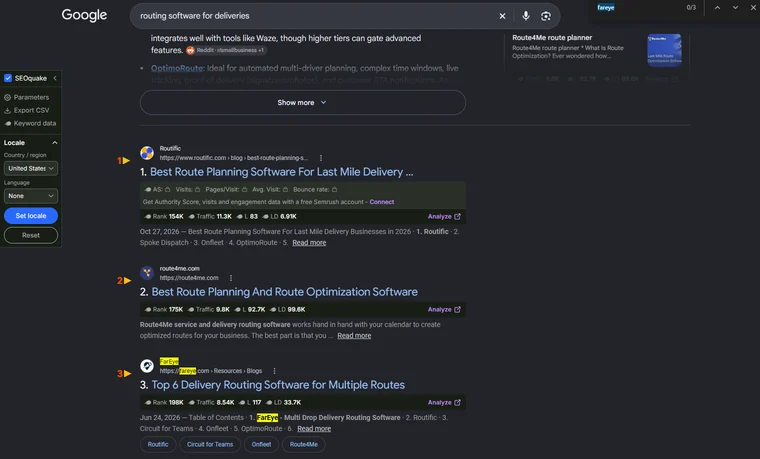 Google
routing software for deliveries
fareye
0/3
integrates well with tools like Waze, though higher tiers can gate advanced
features.
Reddit · r/smallbusiness +1
• OptimoRoute: Ideal for automated multi-driver planning, complex time windows, live
Show more
Route4Me route planner
Route4Me route planner * What Is Route
Optimization? Ever wondered how...
SEOquake
Parameters
Export CSV
Keyword data
Locale
Country / region
United States
Language
None
Set locale
Reset
1
Routific
https://www.routific.com › blog › best-route-planning-s...
1. Best Route Planning Software For Last Mile Delivery ...
AS: Visits: Pages/Visit: Avg. Visit: Bounce rate:
Get Authority Score, visits and engagement data with a free Semrush account - Connect
Rank 154K Traffic 11.3K L 83 LD 6.91K Analyze
Oct 27, 2026 — Best Route Planning Software For Last Mile Delivery Businesses in 2026 · 1. Routific · 2.
Spoke Dispatch · 3. Onfleet · 4. OptimoRoute · 5. Read more
2
route4me.com
https://route4me.com
2. Best Route Planning And Route Optimization Software
Rank 175K Traffic 9.8K L 92.7K LD 99.6K Analyze
Route4Me service and delivery routing software works hand in hand with your calendar to create
optimized routes for your business. The best part is that you ... Read more
3
FarEye
https://fareye.com › Resources › Blogs
3. Top 6 Delivery Routing Software for Multiple Routes
Rank 198K Traffic 8.54K L 117 LD 33.7K Analyze
Jun 24, 2026 — Table of Contents · 1. FarEye - Multi Drop Delivery Routing Software · 2. Routific · 3.
Circuit for Teams · 4. Onfleet · 5. OptimoRoute · 6. Read more
Routific
Circuit for Teams
Onfleet
Route4Me